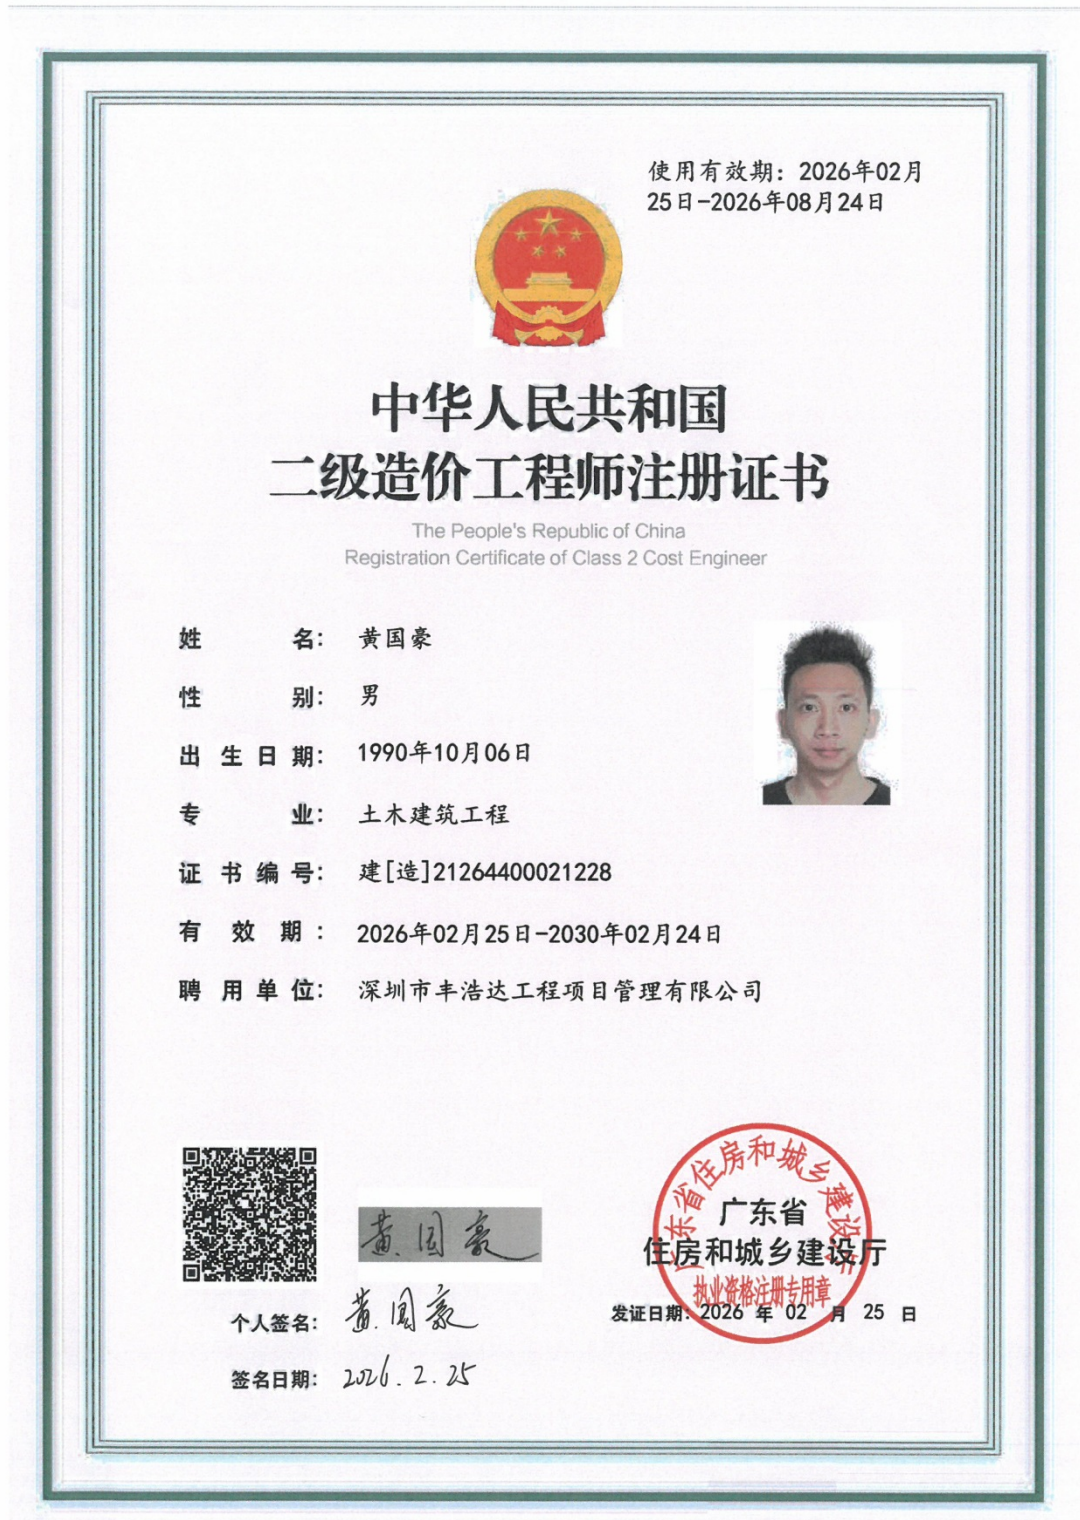 使用有效期：2026年02月
25日-2026年08月24日
中华人民共和国
二级造价工程师注册证书
The People's Republic of China
Registration Certificate of Class 2 Cost Engineer
姓名：黄国豪
性别：男
出生日期：1990年10月06日
专业：土木建筑工程
证书编号：建[造]21264400021228
有效期：2026年02月25日-2030年02月24日
聘用单位：深圳市丰浩达工程项目管理有限公司
黄国豪
个人签名：黄国豪
签名日期：2026.2.25
广东省住房和城乡建设厅
广东省
住房和城乡建设厅
执业资格注册专用章
发证日期：2026年02月25日